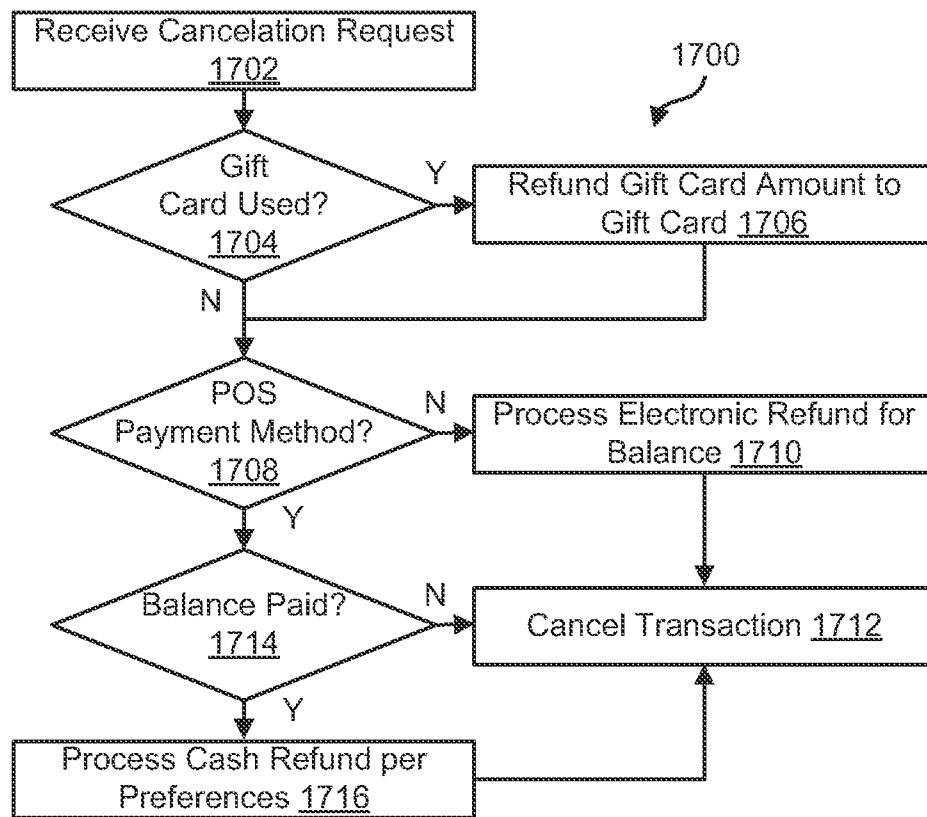 Receive Cancelation Request
1702
1700
Gift
Card Used?
1704
Y
Refund Gift Card Amount to
Gift Card 1706
N
POS
Payment Method?
1708
N
Process Electronic Refund for
Balance 1710
Y
Balance Paid?
1714
N
Cancel Transaction 1712
Y
Process Cash Refund per
Preferences 1716